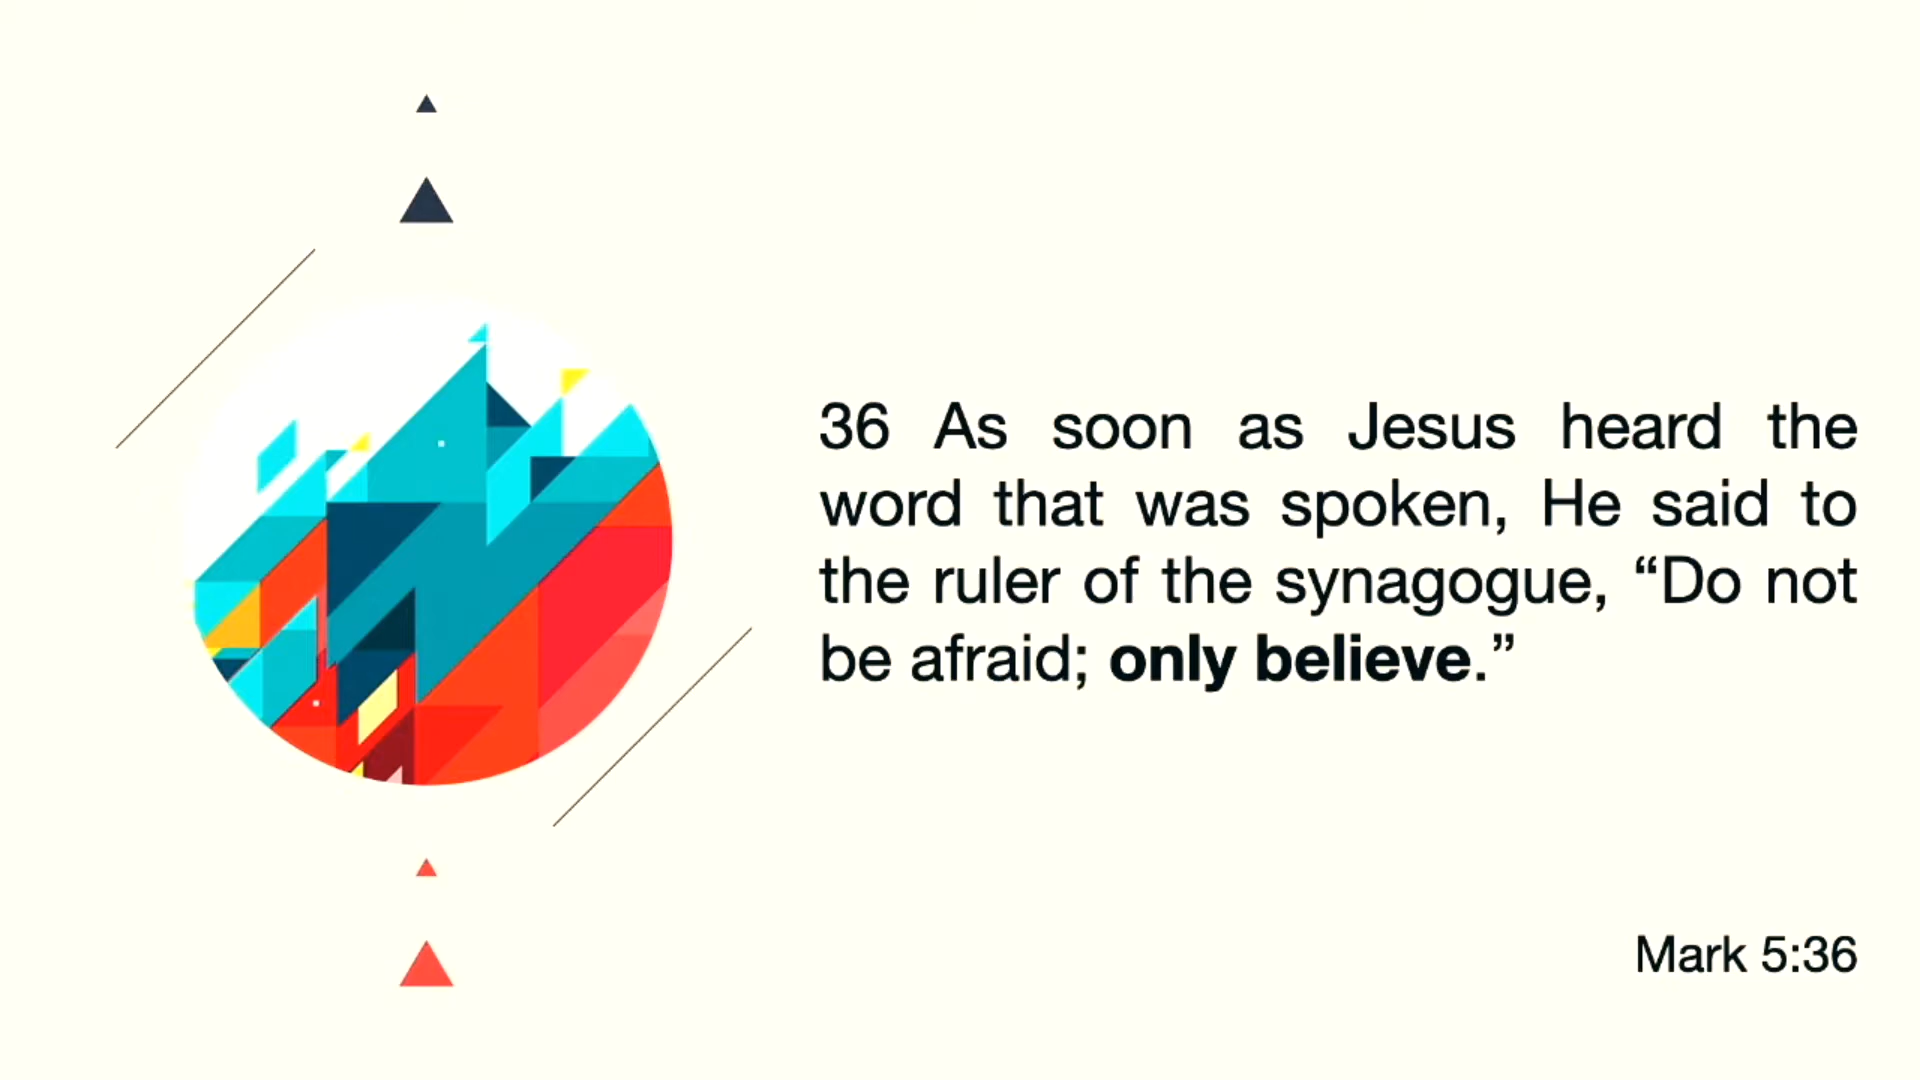 36 As soon as Jesus heard the
word that was spoken, He said to
the ruler of the synagogue, “Do not
be afraid; only believe.”
Mark 5:36